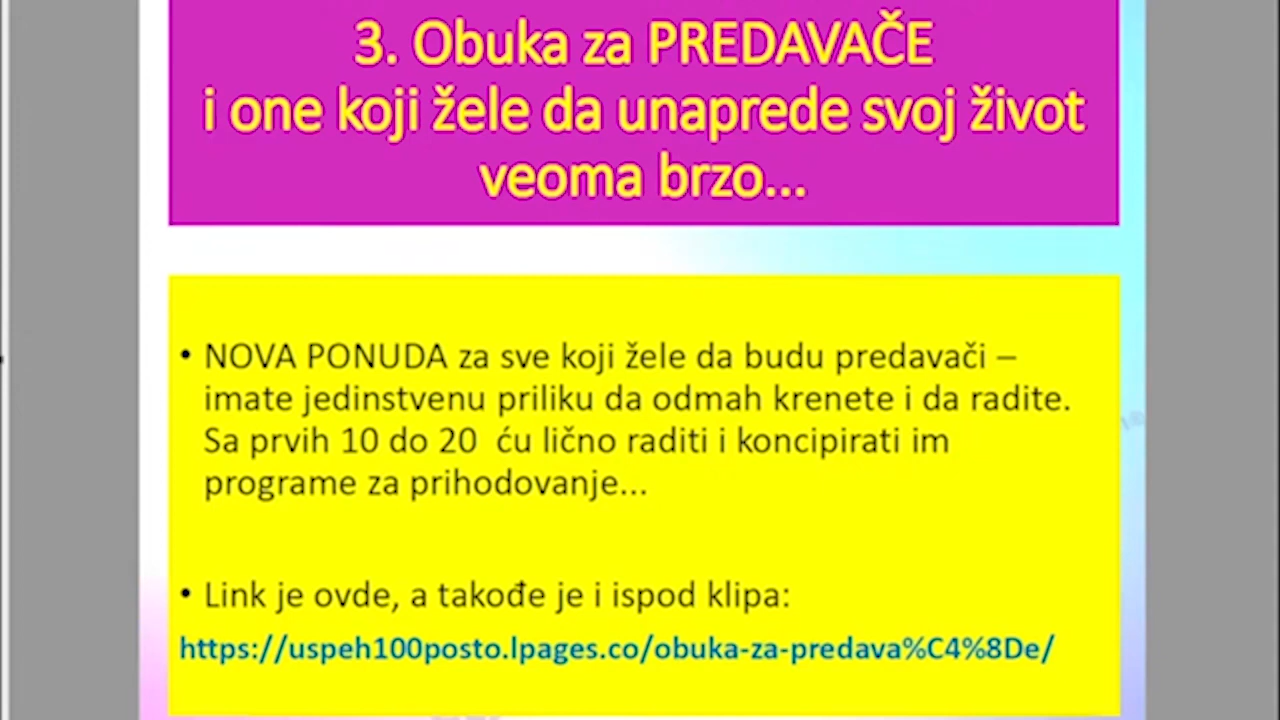 3. Obuka za PREDAVAČE
i one koji žele da unaprede svoj život
veoma brzo...
• NOVA PONUDA za sve koji žele da budu predavači –
imate jedinstvenu priliku da odmah krenete i da radite.
Sa prvih 10 do 20  ću lično raditi i koncipirati im
programe za prihodovanje...
• Link je ovde, a takođe je i ispod klipa:
https://uspeh100posto.lpages.co/obuka-za-predava%C4%8De/